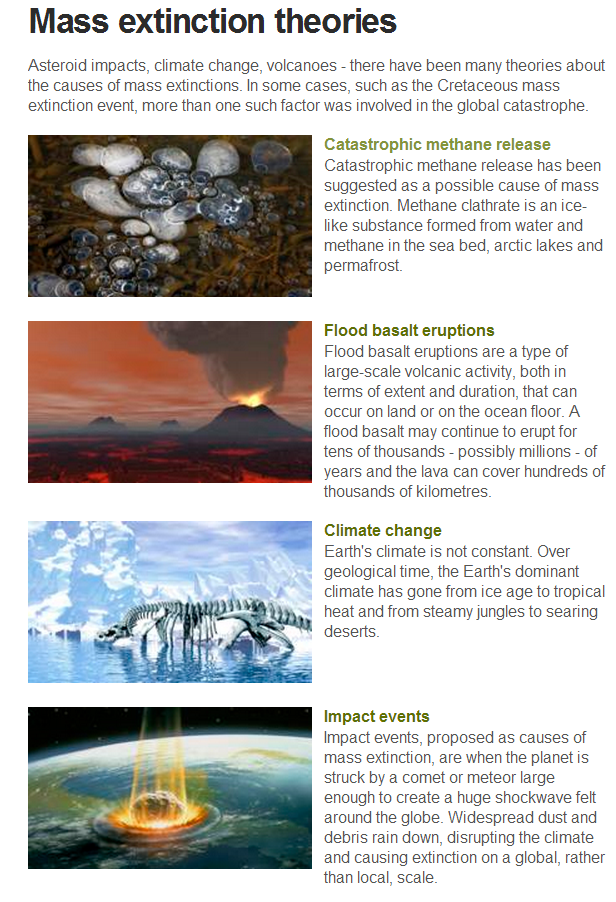 Mass extinction theories
Asteroid impacts, climate change, volcanoes - there have been many theories about
the causes of mass extinctions. In some cases, such as the Cretaceous mass
extinction event, more than one such factor was involved in the global catastrophe.
Catastrophic methane release
Catastrophic methane release has been
suggested as a possible cause of mass
extinction. Methane clathrate is an ice-
like substance formed from water and
methane in the sea bed, arctic lakes and
permafrost.
Flood basalt eruptions
Flood basalt eruptions are a type of
large-scale volcanic activity, both in
terms of extent and duration, that can
occur on land or on the ocean floor. A
flood basalt may continue to erupt for
tens of thousands - possibly millions - of
years and the lava can cover hundreds of
thousands of kilometres.
Climate change
Earth's climate is not constant. Over
geological time, the Earth's dominant
climate has gone from ice age to tropical
heat and from steamy jungles to searing
deserts.
Impact events
Impact events, proposed as causes of
mass extinction, are when the planet is
struck by a comet or meteor large
enough to create a huge shockwave felt
around the globe. Widespread dust and
debris rain down, disrupting the climate
and causing extinction on a global, rather
than local, scale.